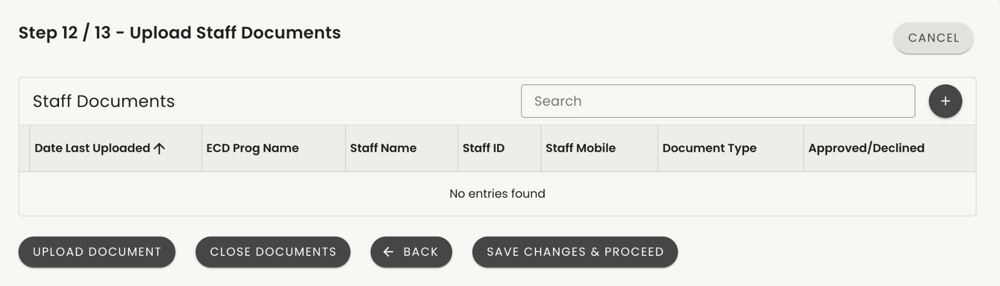 Step 12 / 13 - Upload Staff Documents
CANCEL
Staff Documents
Search
+
Date Last Uploaded ↑
ECD Prog Name
Staff Name
Staff ID
Staff Mobile
Document Type
Approved/Declined
No entries found
UPLOAD DOCUMENT
CLOSE DOCUMENTS
← BACK
SAVE CHANGES & PROCEED